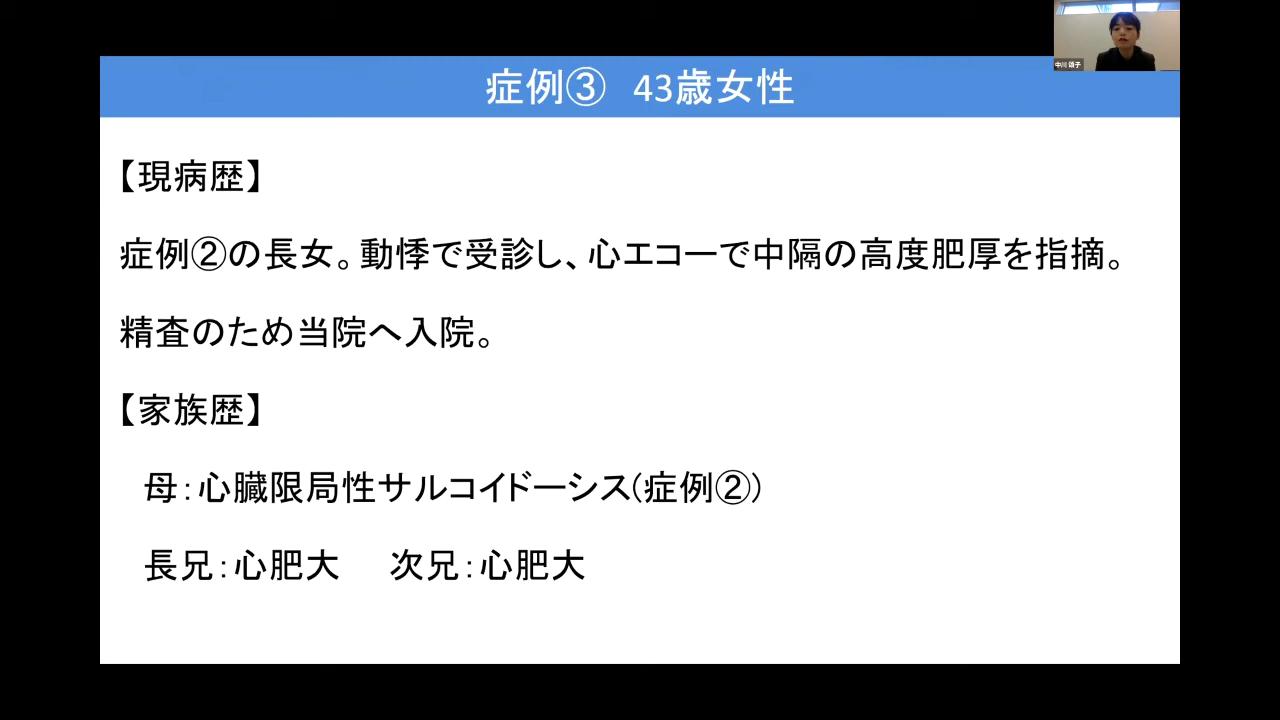 症例③ 43歳女性
中川 頌子
【現病歴】
症例②の長女。動悸で受診し、心エコーで中隔の高度肥厚を指摘。
精査のため当院へ入院。
【家族歴】
母：心臓限局性サルコイドーシス(症例②)
長兄：心肥大 次兄：心肥大